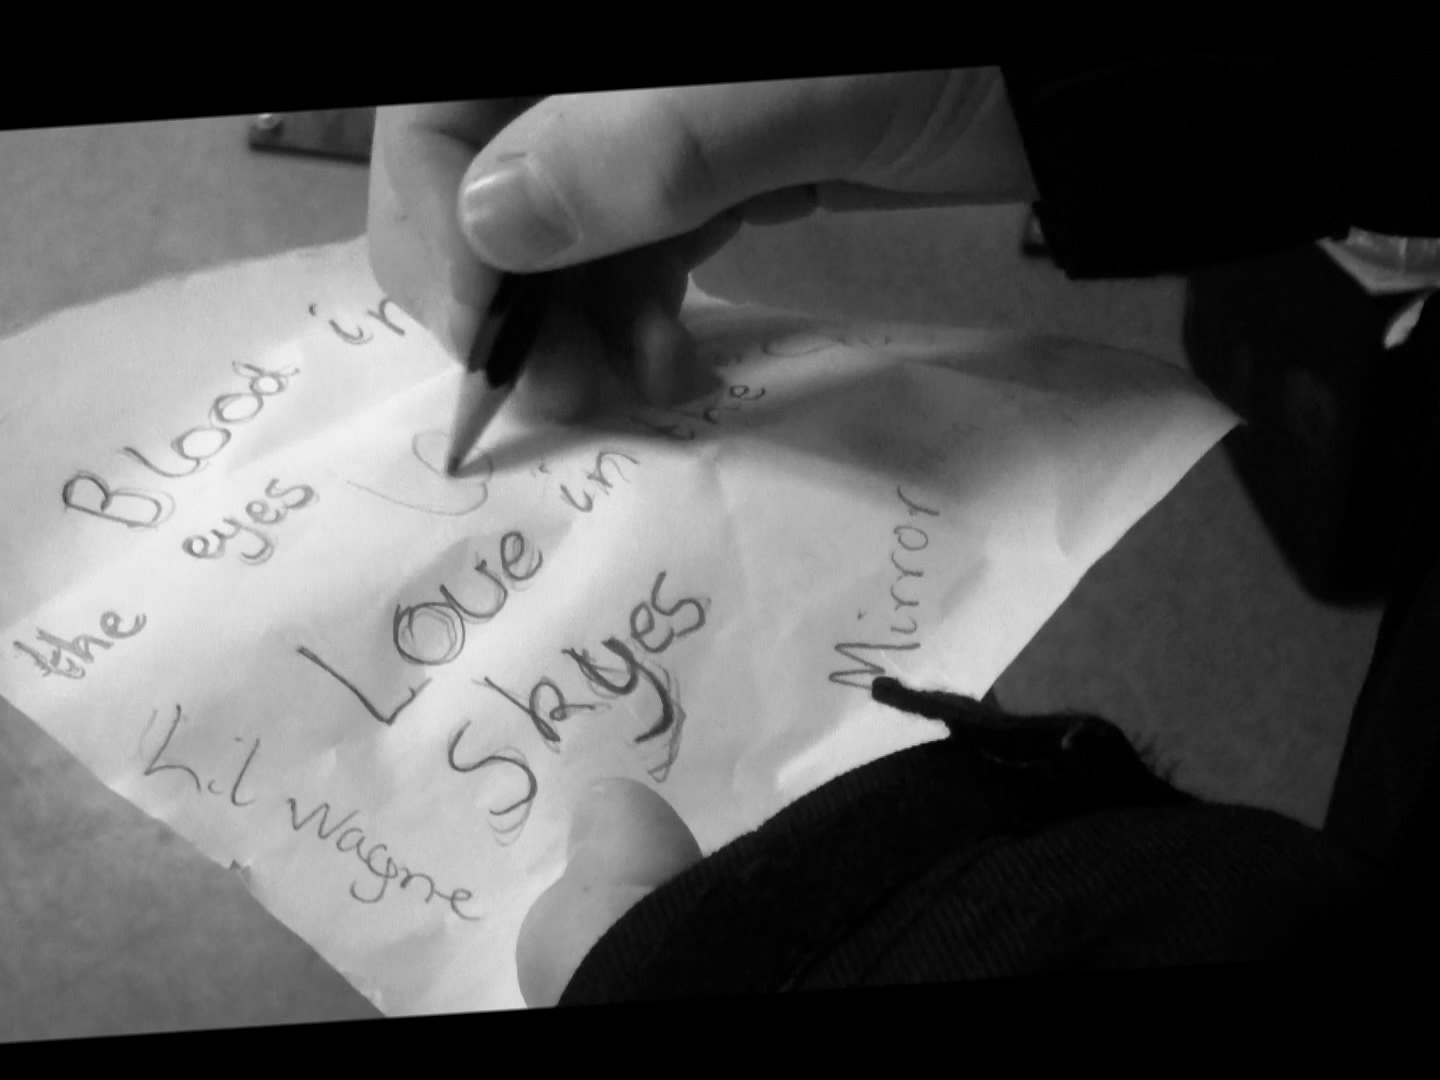 Blood in
the eyes
Love in the
Skyes
Mirror
Lil Wagne